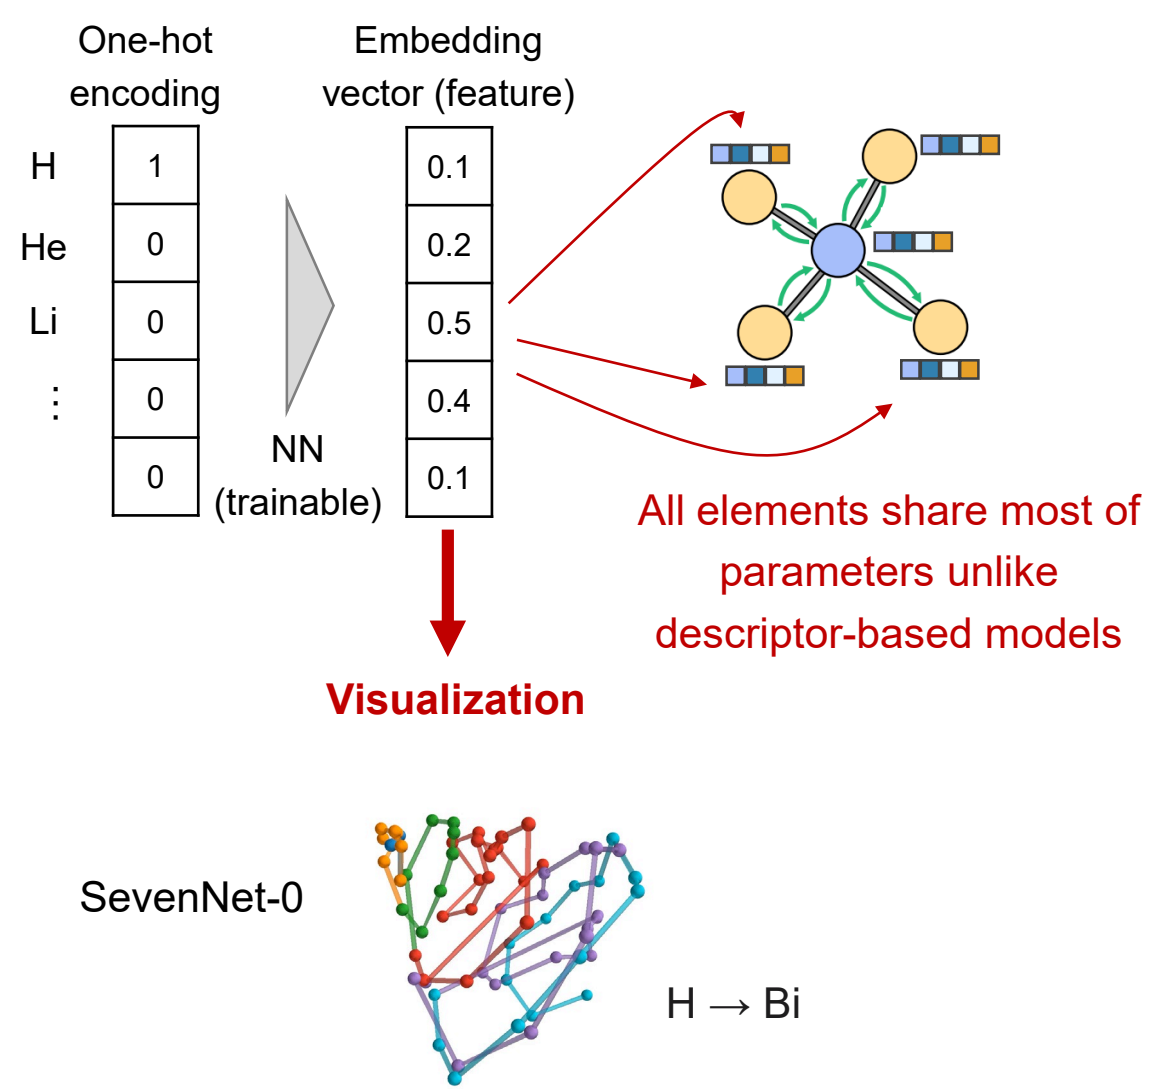 One-hot
encoding
Embedding
vector (feature)
H
He
Li
⋮
1
0
0
0
0
NN
(trainable)
0.1
0.2
0.5
0.4
0.1
All elements share most of
parameters unlike
descriptor-based models
Visualization
SevenNet-0
H → Bi